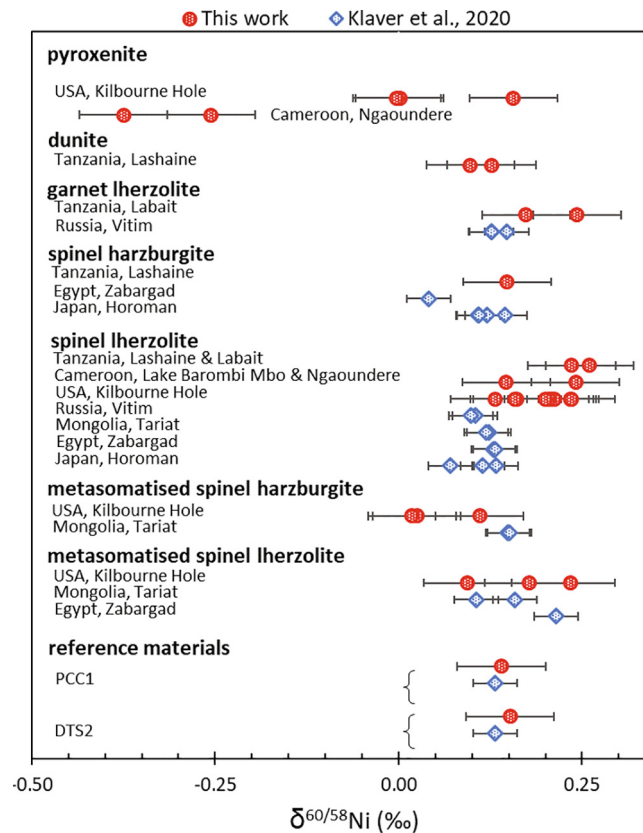 This work Klaver et al., 2020
pyroxenite
USA, Kilbourne Hole
Cameroon, Ngaoundere
dunite
Tanzania, Lashaine
garnet lherzolite
Tanzania, Labait
Russia, Vitim
spinel harzburgite
Tanzania, Lashaine
Egypt, Zabargad
Japan, Horoman
spinel lherzolite
Tanzania, Lashaine & Labait
Cameroon, Lake Barombi Mbo & Ngaoundere
USA, Kilbourne Hole
Russia, Vitim
Mongolia, Tariat
Egypt, Zabargad
Japan, Horoman
metasomatised spinel harzburgite
USA, Kilbourne Hole
Mongolia, Tariat
metasomatised spinel lherzolite
USA, Kilbourne Hole
Mongolia, Tariat
Egypt, Zabargad
reference materials
PCC1
DTS2
-0.50 -0.25 0.00 0.25
δ⁶⁰/⁵⁸Ni (‰)